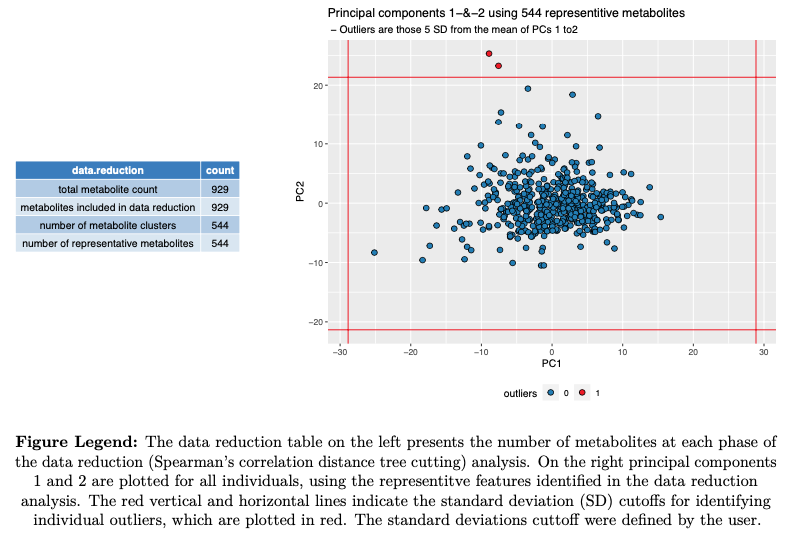 Principal components 1−&−2 using 544 representitive metabolites
− Outliers are those 5 SD from the mean of PCs 1 to2
data.reduction count
total metabolite count 929
metabolites included in data reduction 929
number of metabolite clusters 544
number of representative metabolites 544
PC2
20
10
0
−10
−20
−30 −20 −10 0 10 20 30
PC1
outliers 0 1
Figure Legend: The data reduction table on the left presents the number of metabolites at each phase of
the data reduction (Spearman's correlation distance tree cutting) analysis. On the right principal components
1 and 2 are plotted for all individuals, using the representitve features identified in the data reduction
analysis. The red vertical and horizontal lines indicate the standard deviation (SD) cutoffs for identifying
individual outliers, which are plotted in red. The standard deviations cuttoff were defined by the user.